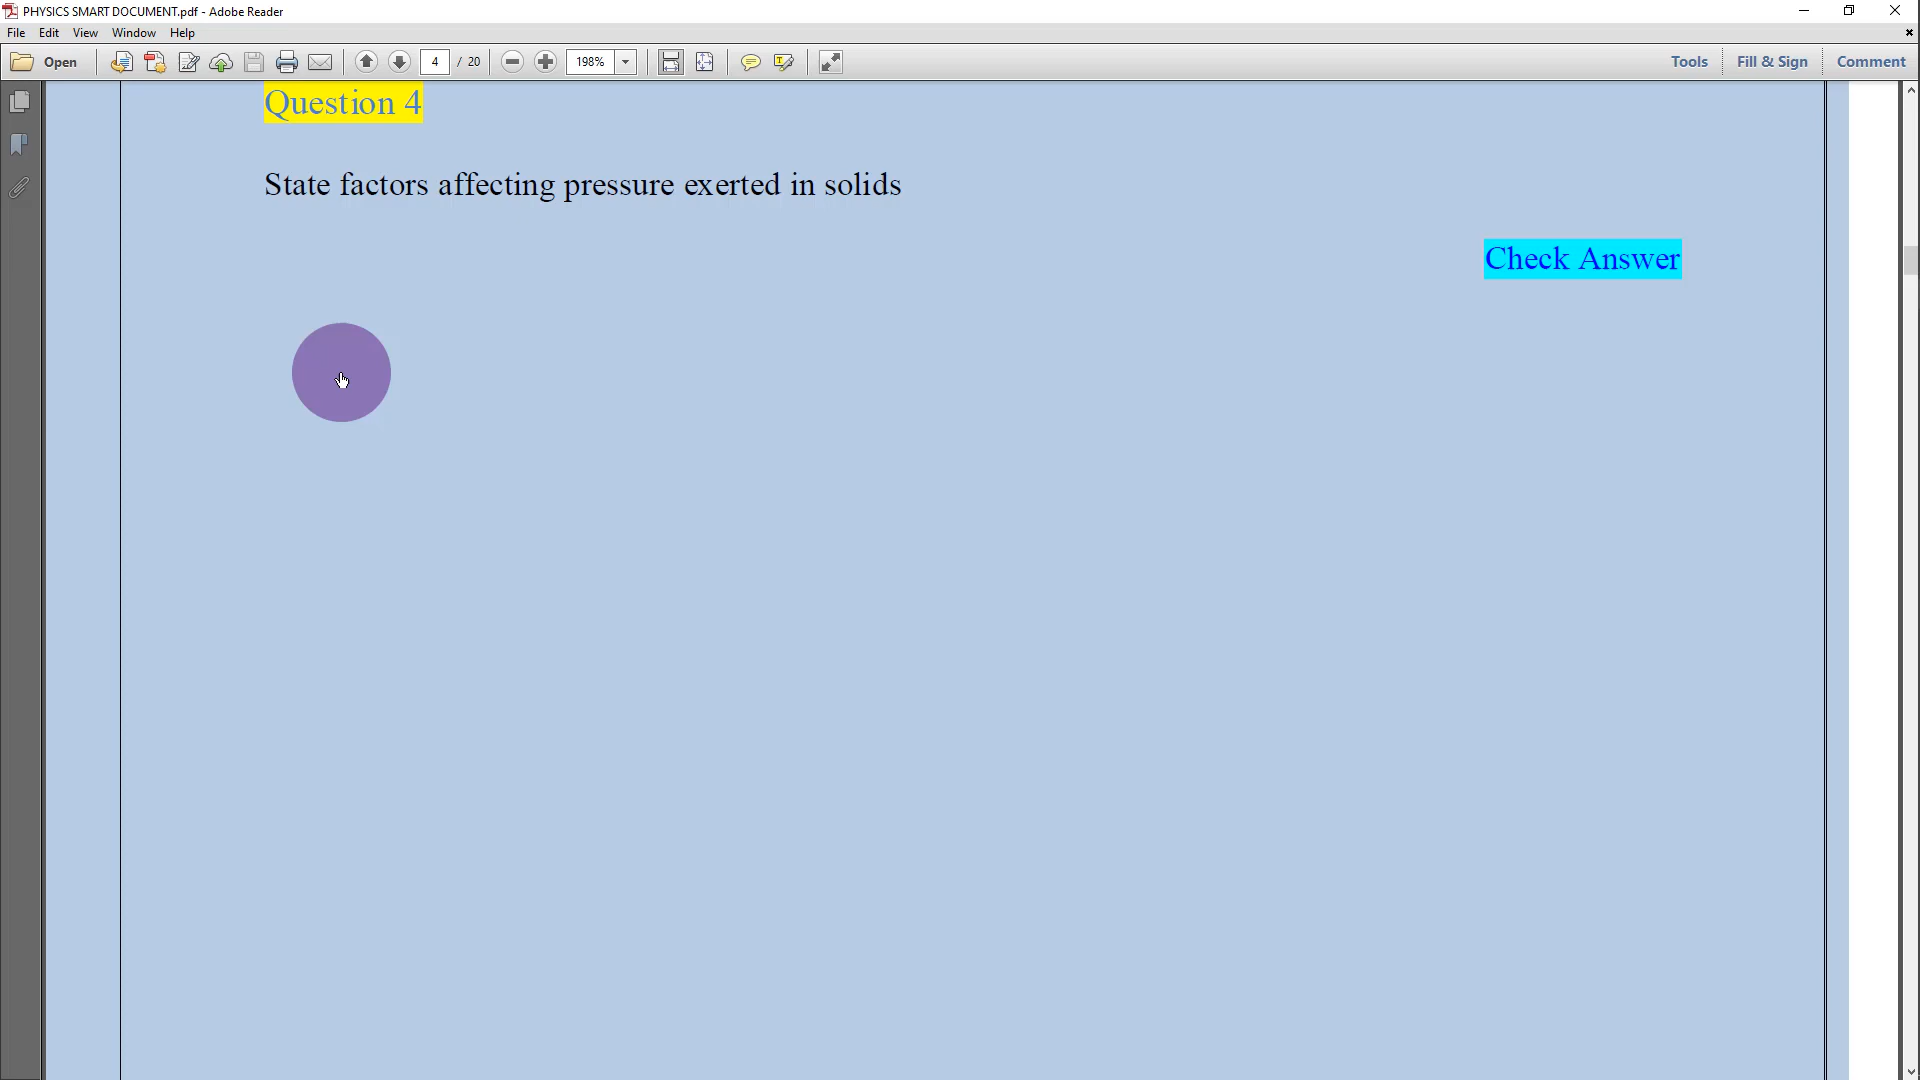 PHYSICS SMART DOCUMENT.pdf - Adobe Reader
File Edit View Window Help
Open 4 / 20 198% Tools Fill & Sign Comment
Question 4
State factors affecting pressure exerted in solids
Check Answer